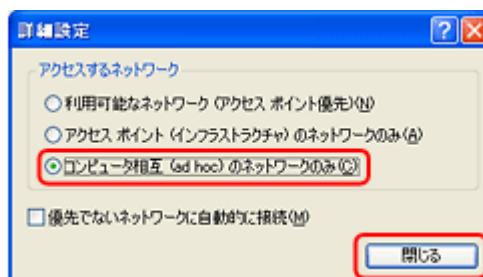 詳細設定
アクセスするネットワーク
利用可能なネットワーク (アクセス ポイント優先)(N)
アクセス ポイント (インフラストラクチャ) のネットワークのみ(A)
コンピュータ相互 (ad hoc) のネットワークのみ(C)
優先でないネットワークに自動的に接続(M)
閉じる